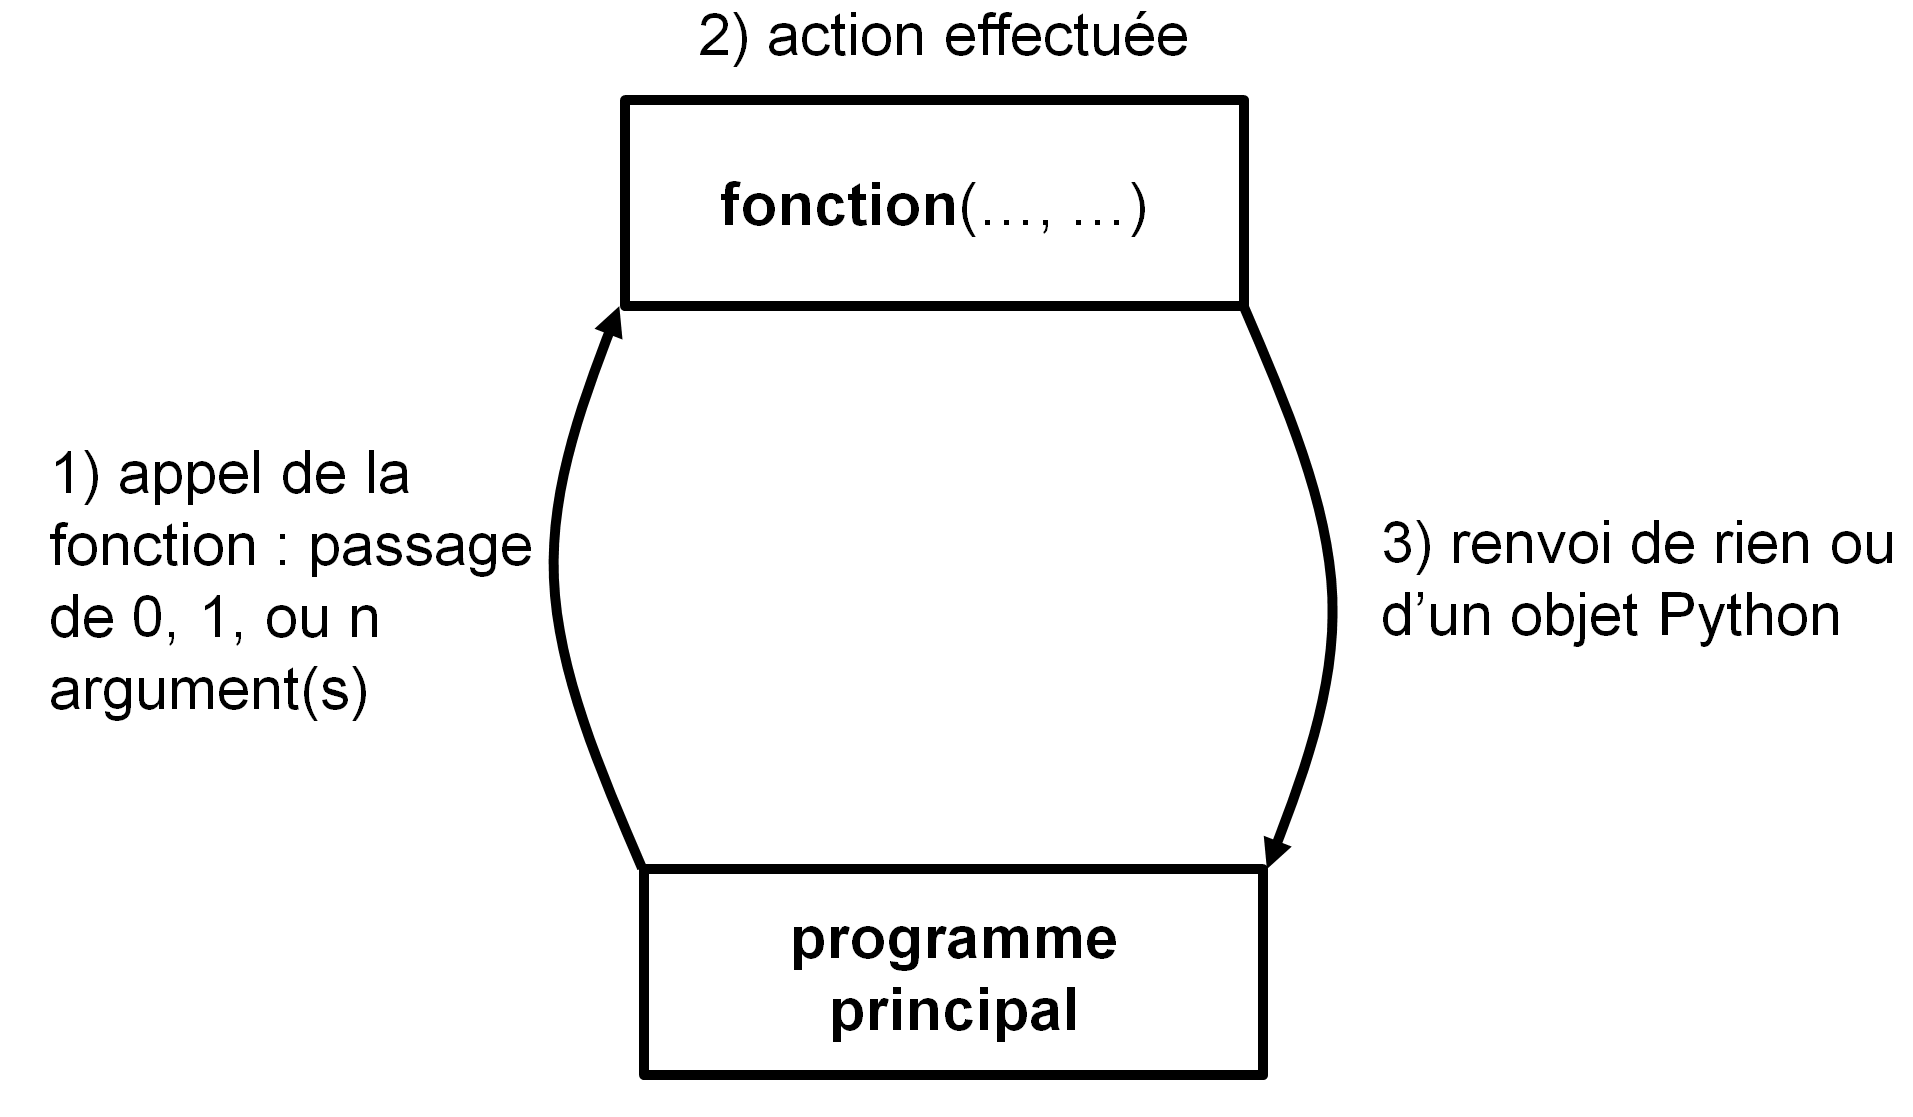 2) action effectuée
fonction(…, …)
1) appel de la
fonction : passage
de 0, 1, ou n
argument(s)
3) renvoi de rien ou
d’un objet Python
programme
principal